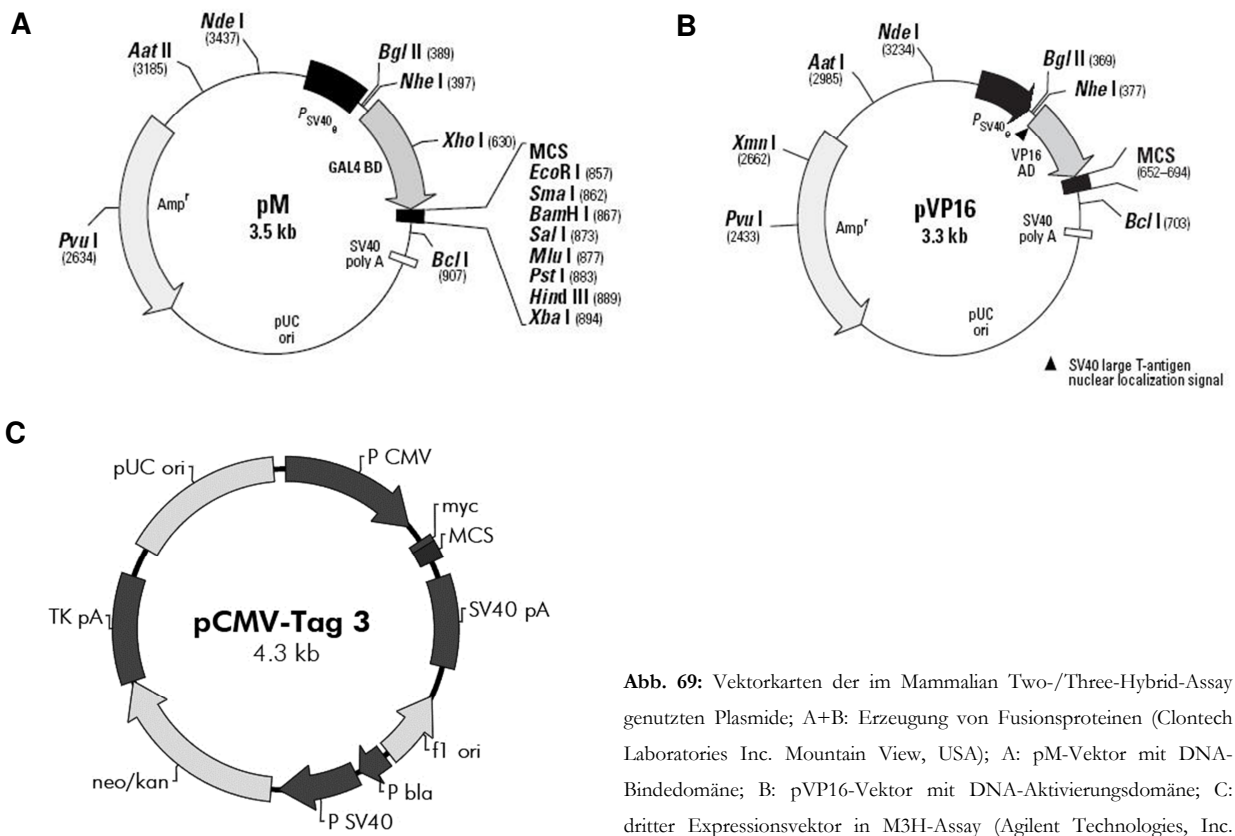 A
Nde I
(3437)
Aat II
(3185)
Bgl II (389)
Nhe I (397)
PSV40e
Xho I (630)
GAL4 BD
MCS
EcoR I (857)
Sma I (862)
BamH I (867)
Sal I (873)
Mlu I (877)
Pst I (883)
Hind III (889)
Xba I (894)
Ampr
pM
3.5 kb
Pvu I
(2634)
SV40
poly A
Bcl I
(907)
pUC
ori
B
Nde I
(3234)
Aat I
(2985)
Bgl II (369)
Nhe I (377)
PSV40e
Xmn I
(2662)
VP16
AD
MCS
(652–694)
Ampr
pVP16
3.3 kb
Pvu I
(2433)
SV40
poly A
Bcl I (703)
pUC
ori
▲ SV40 large T-antigen
nuclear localization signal
C
pUC ori
P CMV
myc
MCS
TK pA
pCMV-Tag 3
4.3 kb
SV40 pA
f1 ori
neo/kan
P bla
P SV40
Abb. 69: Vektorkarten der im Mammalian Two-/Three-Hybrid-Assay
genutzten Plasmide; A+B: Erzeugung von Fusionsproteinen (Clontech
Laboratories Inc. Mountain View, USA); A: pM-Vektor mit DNA-
Bindedomäne; B: pVP16-Vektor mit DNA-Aktivierungsdomäne; C:
dritter Expressionsvektor in M3H-Assay (Agilent Technologies, Inc.